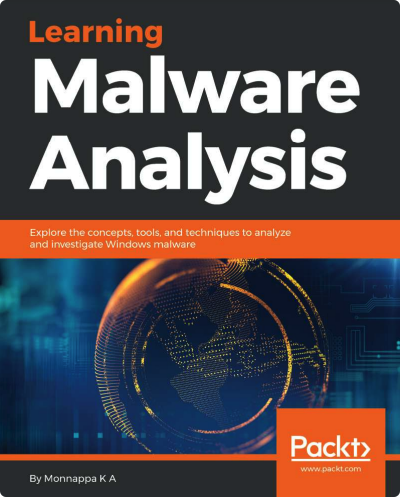 Learning
Malware
Analysis
Explore the concepts, tools, and techniques to analyze
and investigate Windows malware
Packt>
www.packt.com
By Monnappa K A